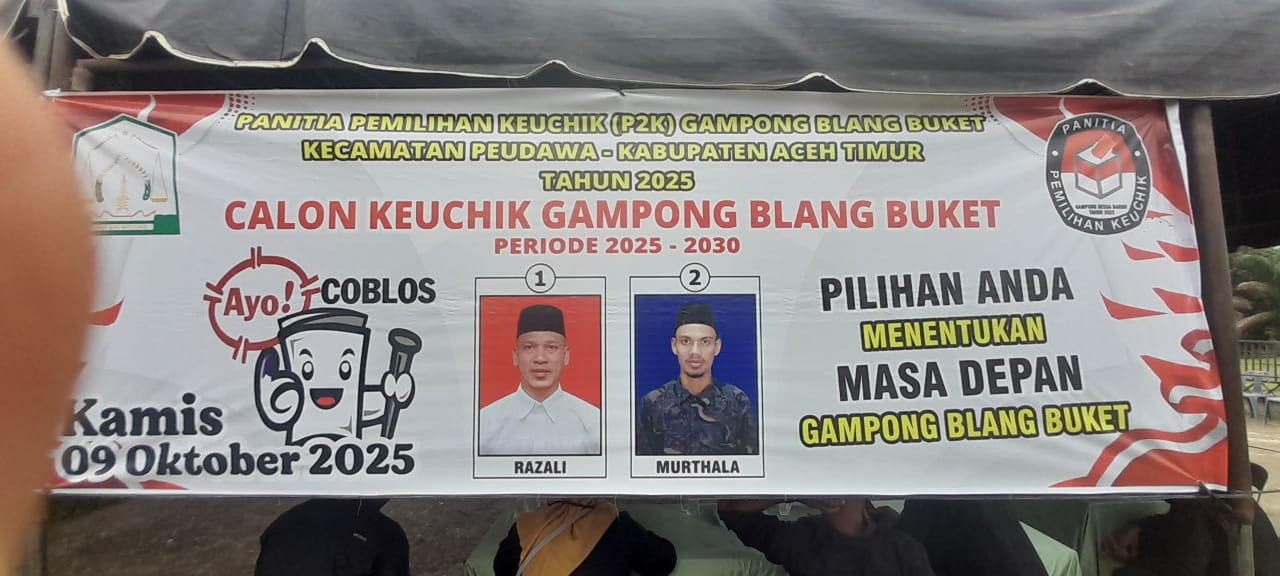 PANITIA PEMILIHAN KEUCHIK (P2K) GAMPONG BLANG BUKET
KECAMATAN PEUDAWA - KABUPATEN ACEH TIMUR
TAHUN 2025
CALON KEUCHIK GAMPONG BLANG BUKET
PERIODE 2025 - 2030
PANITIA
PEMILIHAN KEUCHIK
TAHUN 2025
Ayo!
COBLOS
Kamis
09 Oktober 2025
1
RAZALI
2
MURTHALA
PILIHAN ANDA
MENENTUKAN
MASA DEPAN
GAMPONG BLANG BUKET